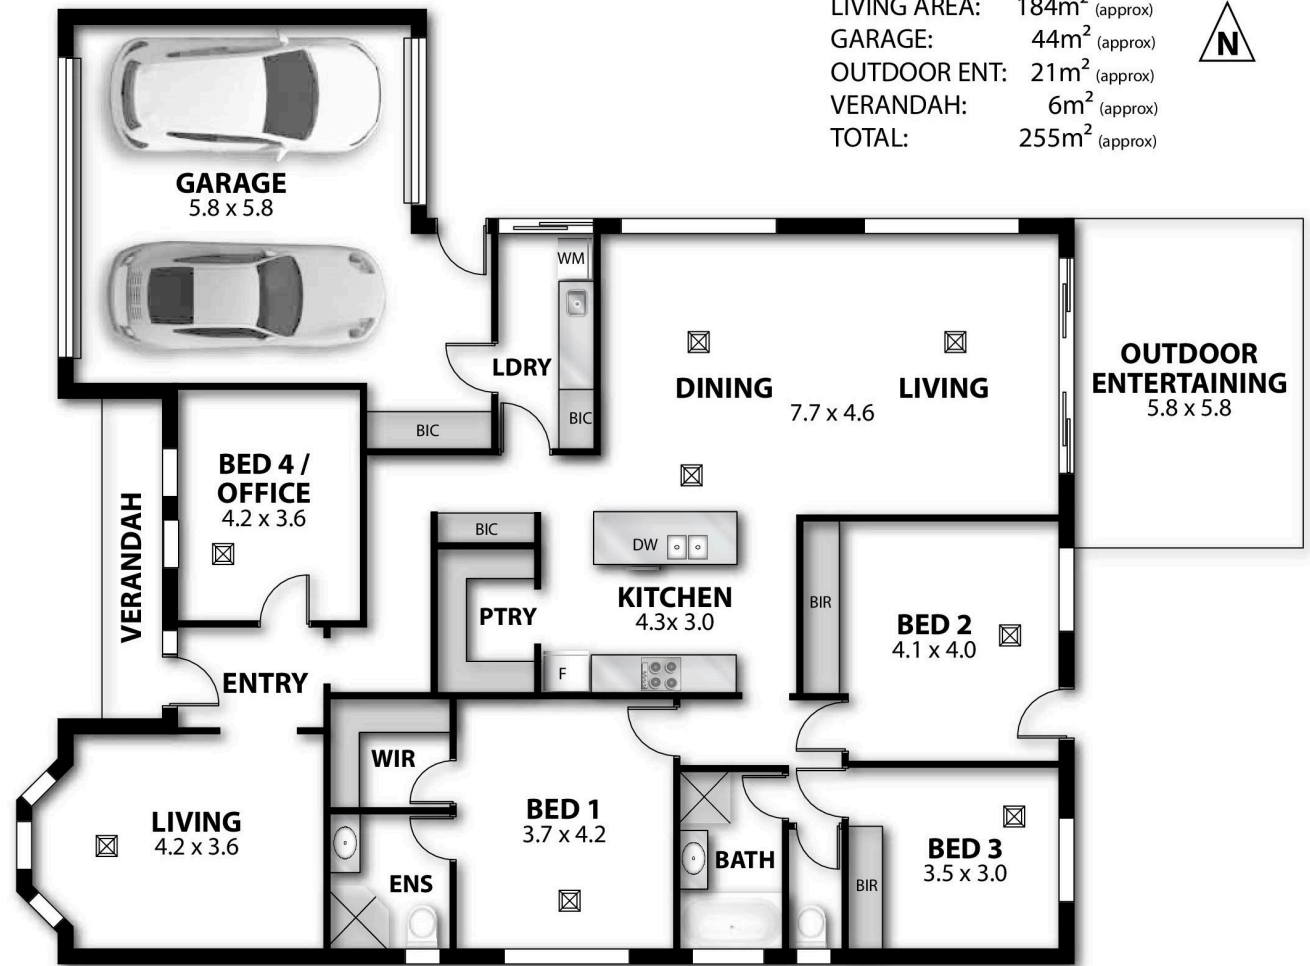 LIVING AREA: 184m² (approx)
GARAGE: 44m² (approx)
OUTDOOR ENT: 21m² (approx)
VERANDAH: 6m² (approx)
TOTAL: 255m² (approx)
N
GARAGE
5.8 x 5.8
WM
LDRY
BIC
BIC
DINING
LIVING
7.7 x 4.6
OUTDOOR
ENTERTAINING
5.8 x 5.8
BED 4 /
OFFICE
4.2 x 3.6
VERANDAH
BIC
PTRY
DW
KITCHEN
4.3x 3.0
F
BIR
BED 2
4.1 x 4.0
ENTRY
WIR
LIVING
4.2 x 3.6
ENS
BED 1
3.7 x 4.2
BATH
BIR
BED 3
3.5 x 3.0